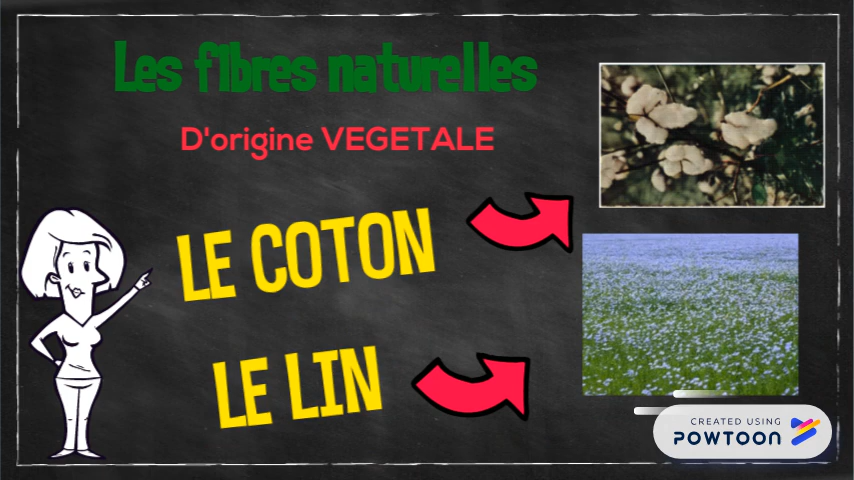 Les fIbres naturelles
D'origine VEGETALE
LE COTON
LE LIN
CREATED USING
POWTOON